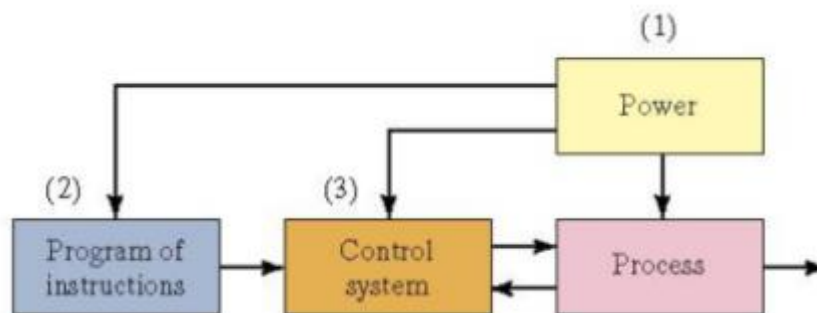 (1)
Power
(2)
(3)
Program of
instructions
Control
system
Process